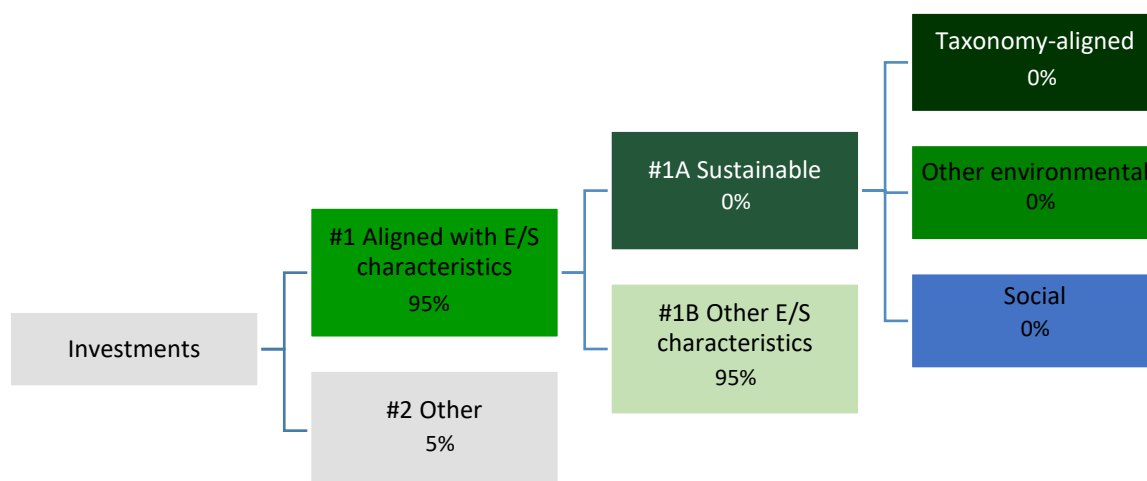 Investments
#1 Aligned with E/S
characteristics
95%
#2 Other
5%
#1A Sustainable
0%
#1B Other E/S
characteristics
95%
Taxonomy-aligned
0%
Other environmental
0%
Social
0%